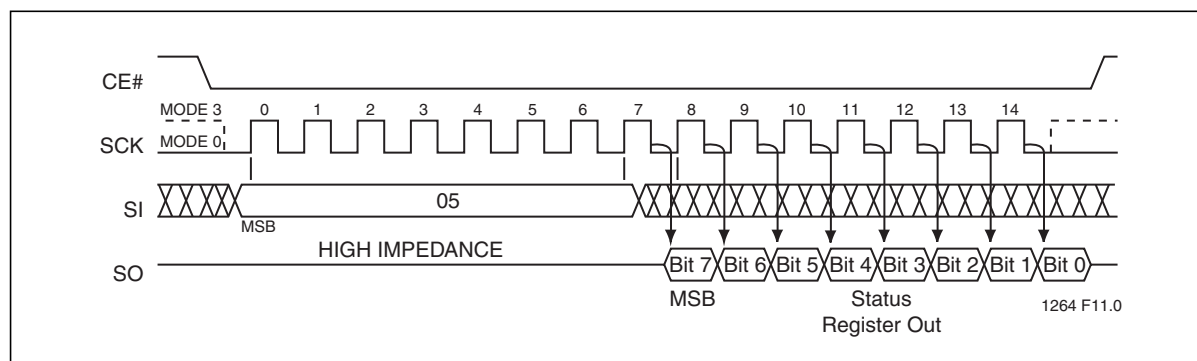 CE#
MODE 3
0 1 2 3 4 5 6 7 8 9 10 11 12 13 14
SCK
MODE 0
SI
05
MSB
HIGH IMPEDANCE
SO
Bit 7 Bit 6 Bit 5 Bit 4 Bit 3 Bit 2 Bit 1 Bit 0
MSB
Status
Register Out
1264 F11.0